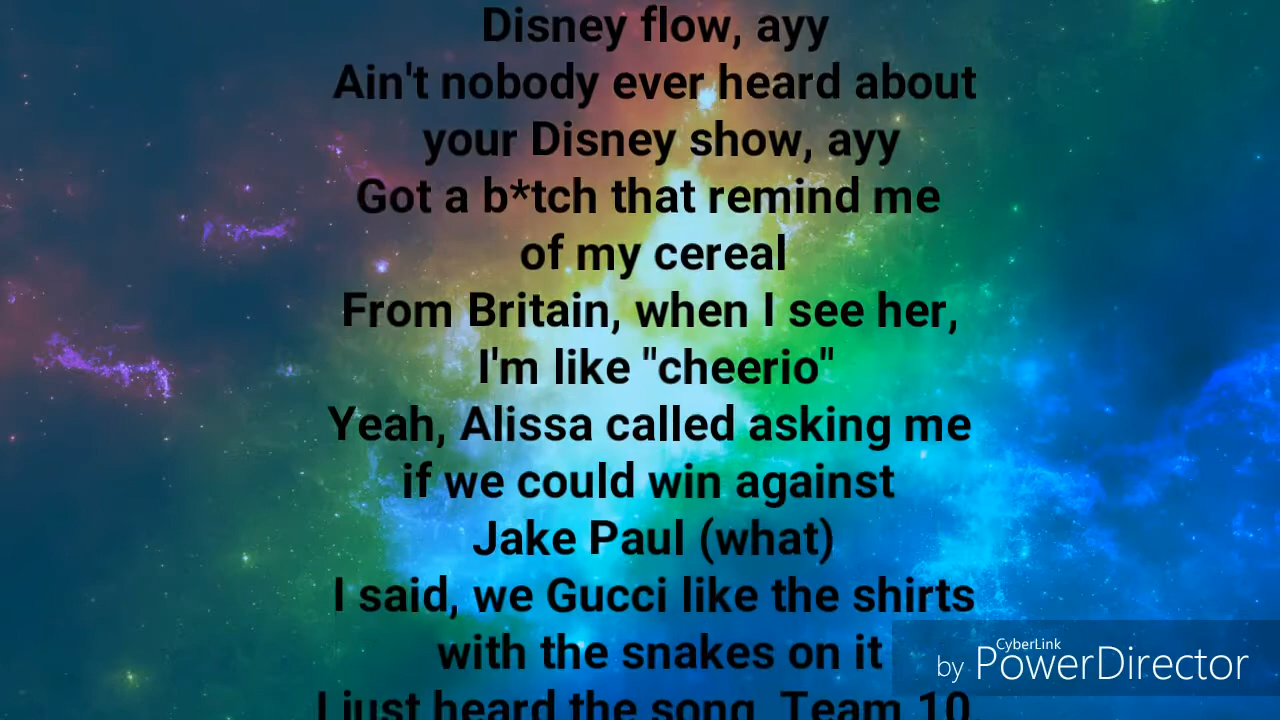 Disney flow, ayy
Ain't nobody ever heard about
your Disney show, ayy
Got a b*tch that remind me
of my cereal
From Britain, when I see her,
I'm like "cheerio"
Yeah, Alissa called asking me
if we could win against
Jake Paul (what)
I said, we Gucci like the shirts
with the snakes on it
I just heard the song, Team 10
CyberLink
by PowerDirector